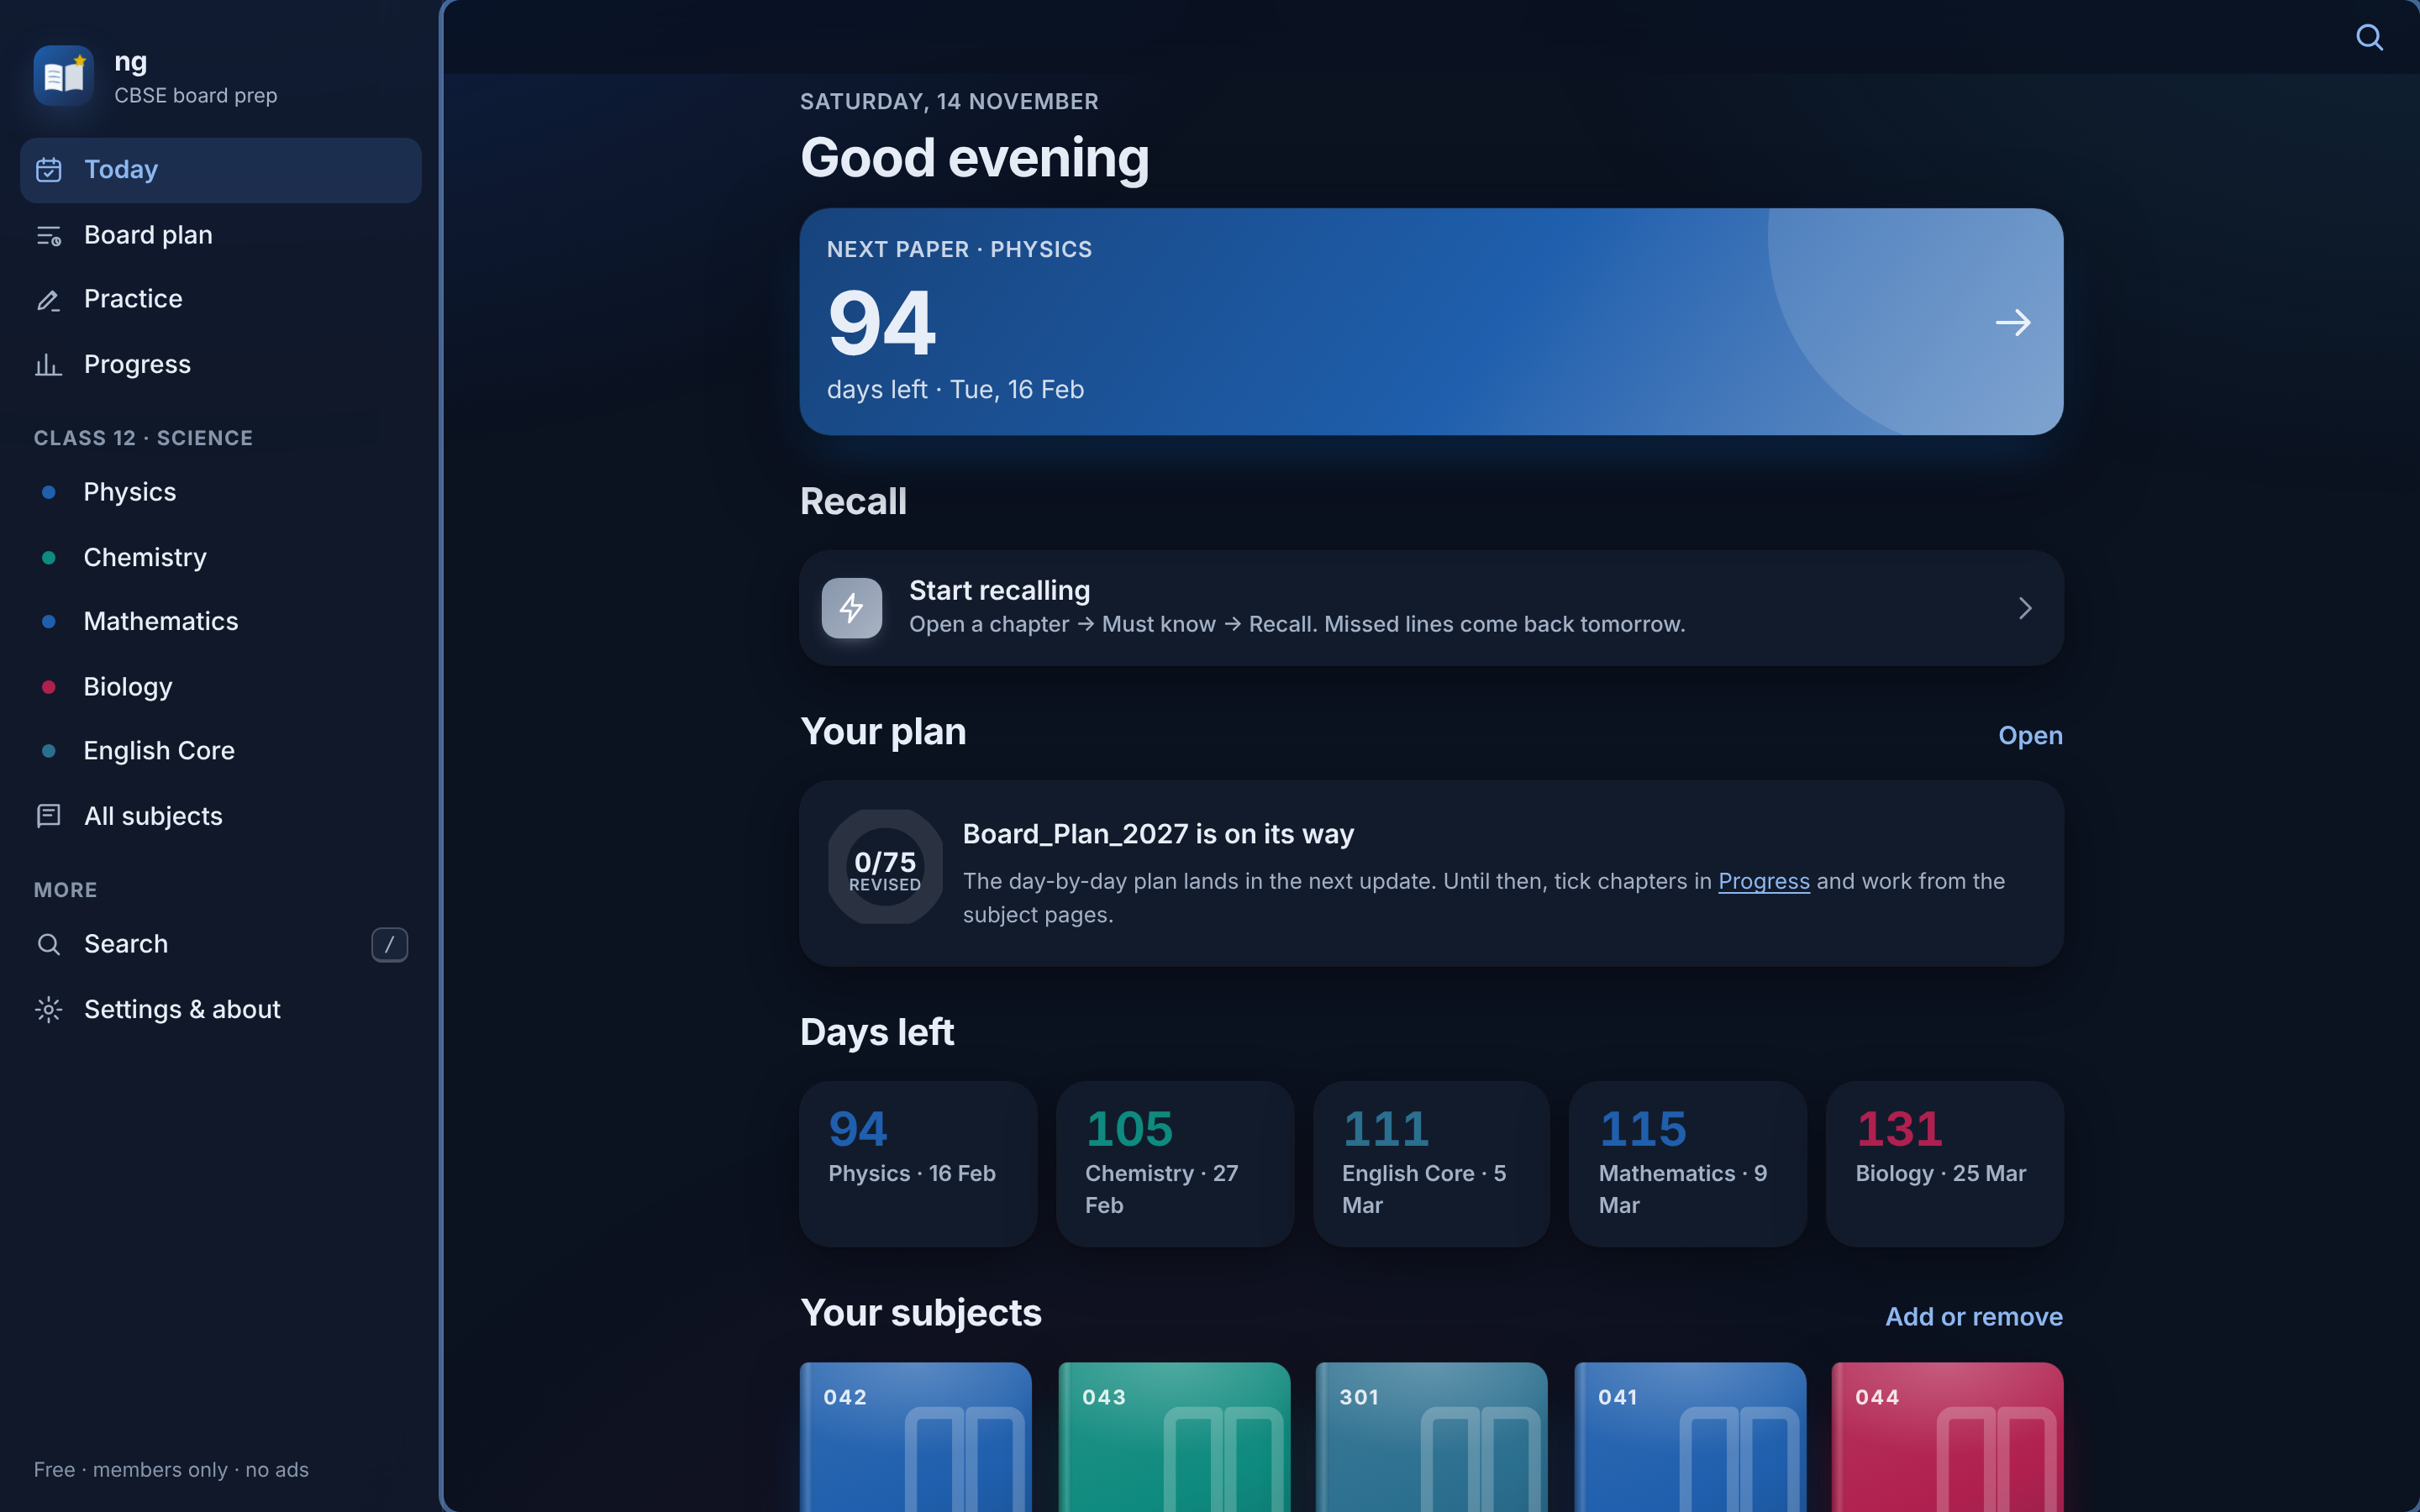 ng
CBSE board prep
Today
Board plan
Practice
Progress
CLASS 12 · SCIENCE
Physics
Chemistry
Mathematics
Biology
English Core
All subjects
MORE
Search
/
Settings & about
Free · members only · no ads
SATURDAY, 14 NOVEMBER
Good evening
NEXT PAPER · PHYSICS
94
days left · Tue, 16 Feb
→
Recall
Start recalling
Open a chapter → Must know → Recall. Missed lines come back tomorrow.
Your plan
Open
0/75
REVISED
Board_Plan_2027 is on its way
The day-by-day plan lands in the next update. Until then, tick chapters in Progress and work from the
subject pages.
Days left
94
Physics · 16 Feb
105
Chemistry · 27
Feb
111
English Core · 5
Mar
115
Mathematics · 9
Mar
131
Biology · 25 Mar
Your subjects
Add or remove
042
043
301
041
044